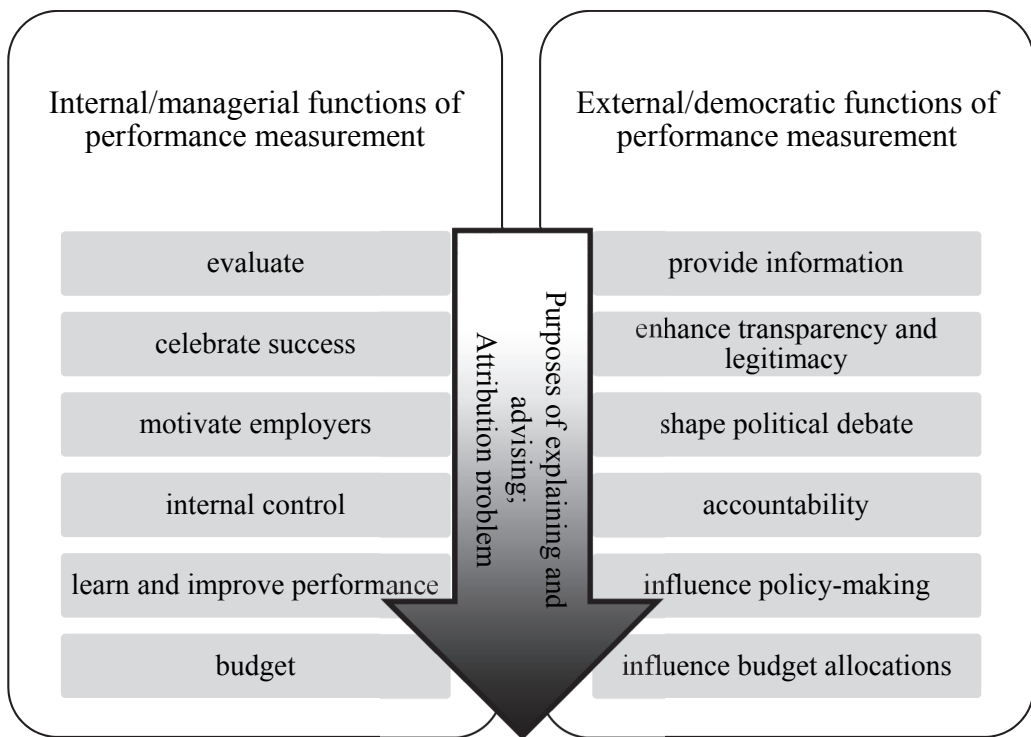 Internal/managerial functions of
performance measurement
evaluate
celebrate success
motivate employers
internal control
learn and improve performance
budget
Purposes of explaining and
advising;
Attribution problem
External/democratic functions of
performance measurement
provide information
enhance transparency and
legitimacy
shape political debate
accountability
influence policy-making
influence budget allocations